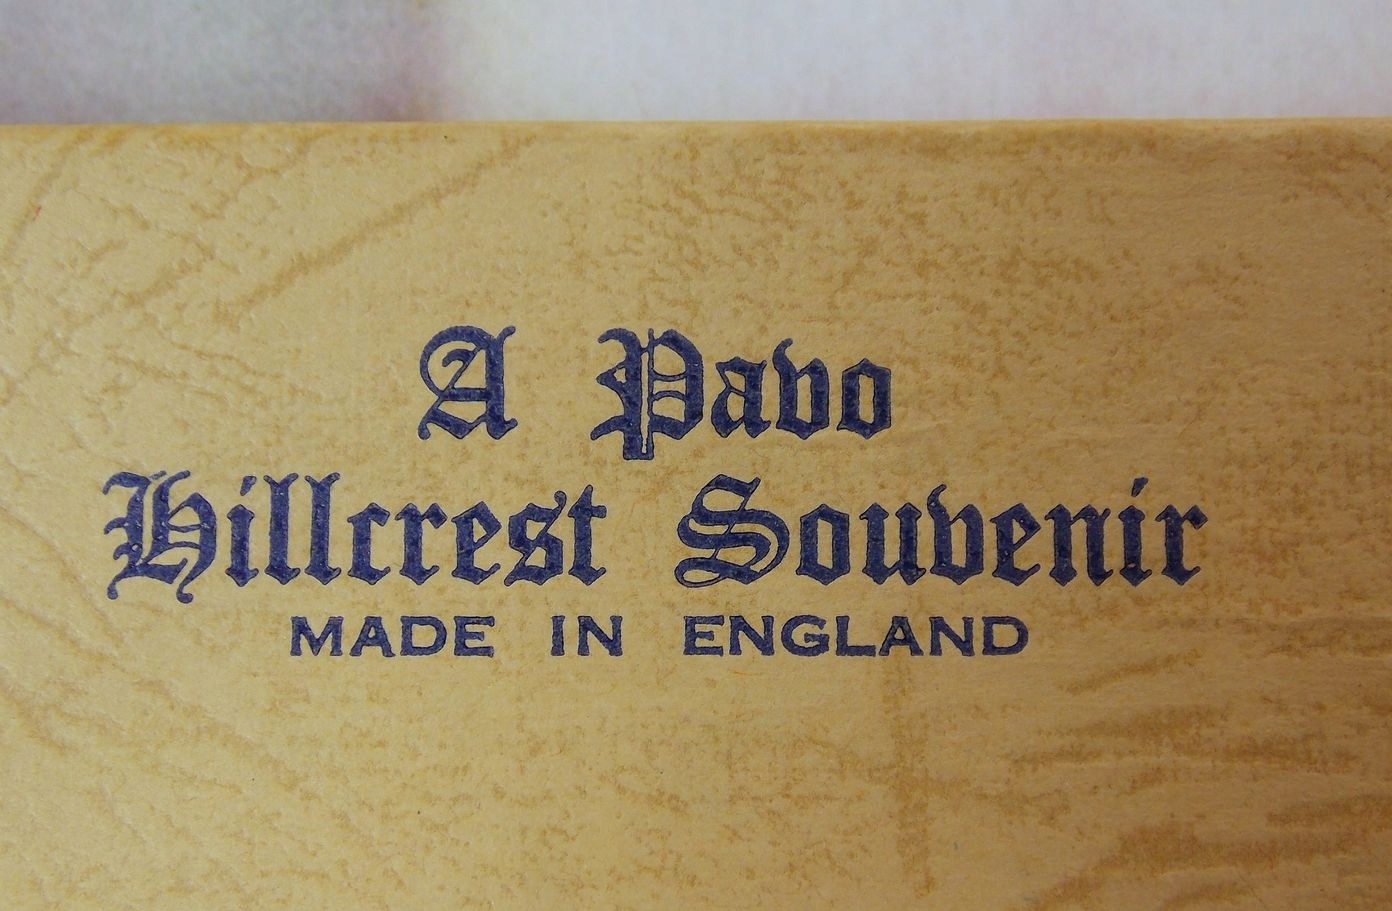 A Pavo
Hillcrest Souvenir
MADE IN ENGLAND